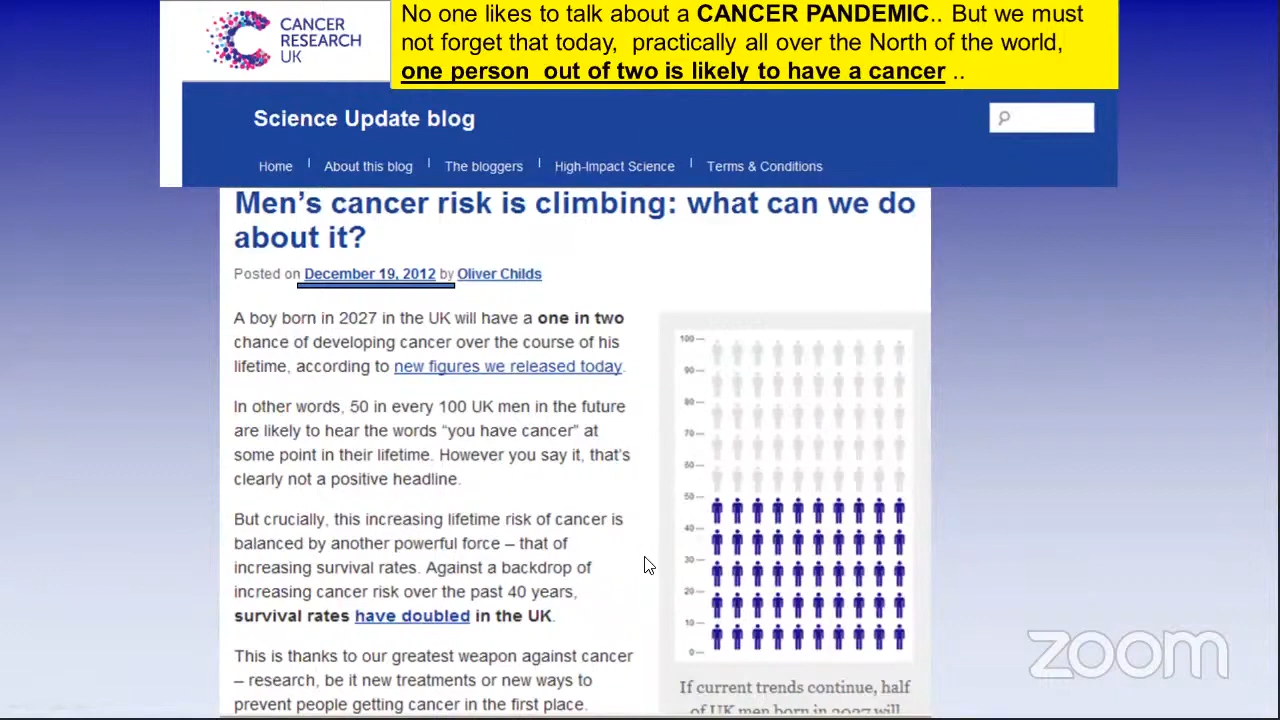 CANCER
RESEARCH
UK
No one likes to talk about a CANCER PANDEMIC.. But we must
not forget that today, practically all over the North of the world,
one person out of two is likely to have a cancer ..
Science Update blog
Home
About this blog
The bloggers
High-Impact Science
Terms & Conditions
Men’s cancer risk is climbing: what can we do
about it?
Posted on December 19, 2012 by Oliver Childs
A boy born in 2027 in the UK will have a one in two
chance of developing cancer over the course of his
lifetime, according to new figures we released today.
In other words, 50 in every 100 UK men in the future
are likely to hear the words “you have cancer” at
some point in their lifetime. However you say it, that’s
clearly not a positive headline.
But crucially, this increasing lifetime risk of cancer is
balanced by another powerful force – that of
increasing survival rates. Against a backdrop of
increasing cancer risk over the past 40 years,
survival rates have doubled in the UK.
This is thanks to our greatest weapon against cancer
– research, be it new treatments or new ways to
prevent people getting cancer in the first place.
100
90
80
70
60
50
40
30
20
10
0
If current trends continue, half
of UK men born in 2027 will
zoom